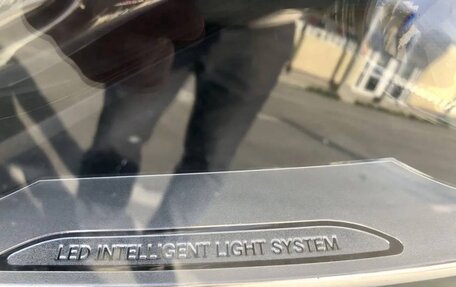 LED INTELLIGENT LIGHT SYSTEM